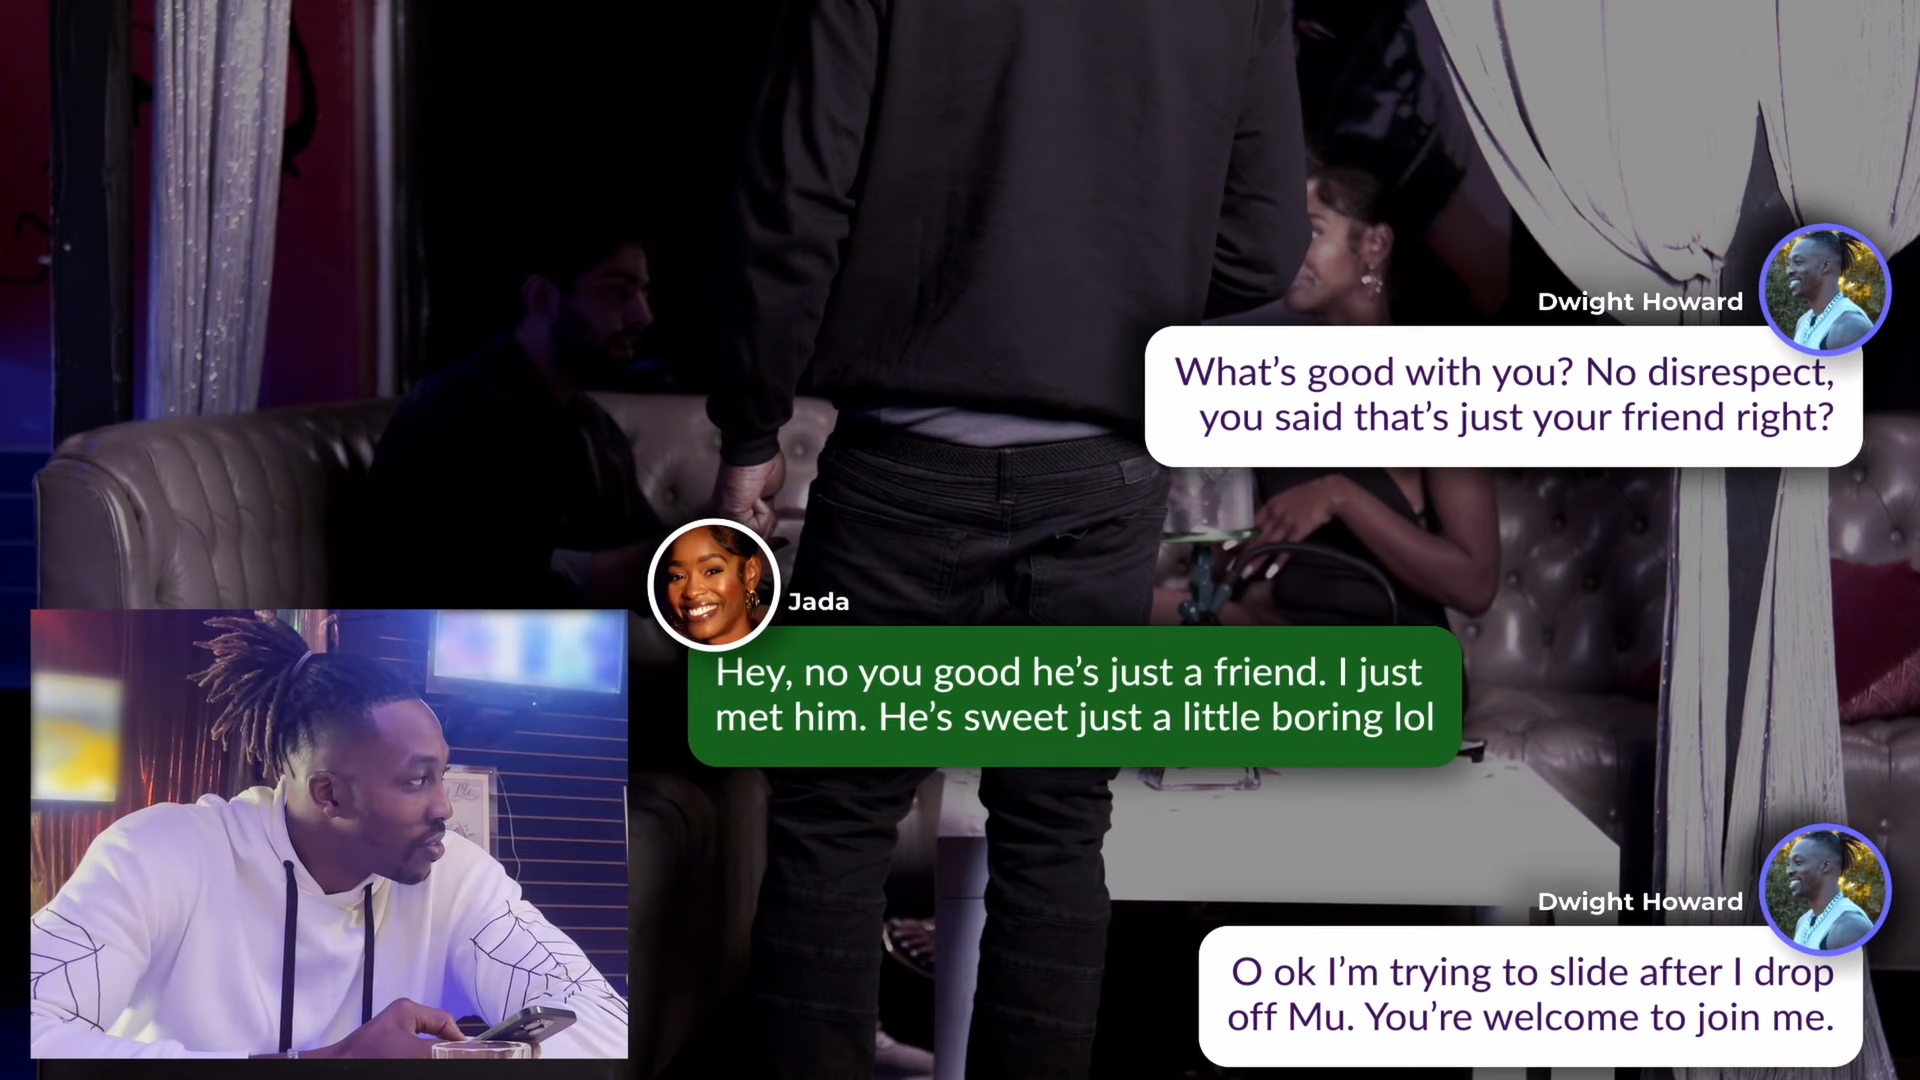 Dwight Howard
What's good with you? No disrespect,
you said that's just your friend right?
Jada
Hey, no you good he's just a friend. I just
met him. He's sweet just a little boring lol
Dwight Howard
O ok I'm trying to slide after I drop
off Mu. You're welcome to join me.